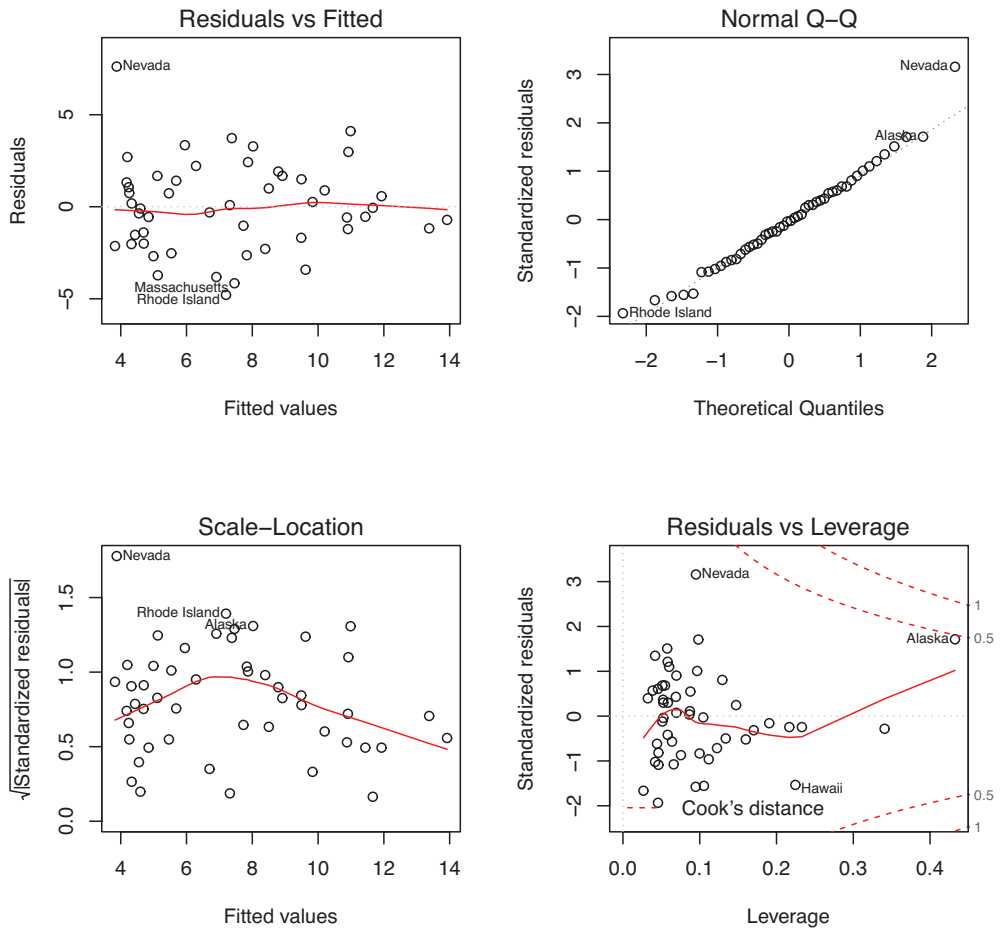 Residuals vs Fitted
Residuals
5
0
−5
Nevada
Massachusetts
Rhode Island
4 6 8 10 12 14
Fitted values
Normal Q−Q
Standardized residuals
3
2
1
0
−1
−2
Nevada
Alaska
Rhode Island
−2 −1 0 1 2
Theoretical Quantiles
Scale−Location
√|Standardized residuals|
1.5
1.0
0.5
0.0
Nevada
Rhode Island
Alaska
4 6 8 10 12 14
Fitted values
Residuals vs Leverage
Standardized residuals
3
2
1
0
−1
−2
Nevada
Alaska
Hawaii
Cook's distance
1
0.5
0.5
1
0.0 0.1 0.2 0.3 0.4
Leverage